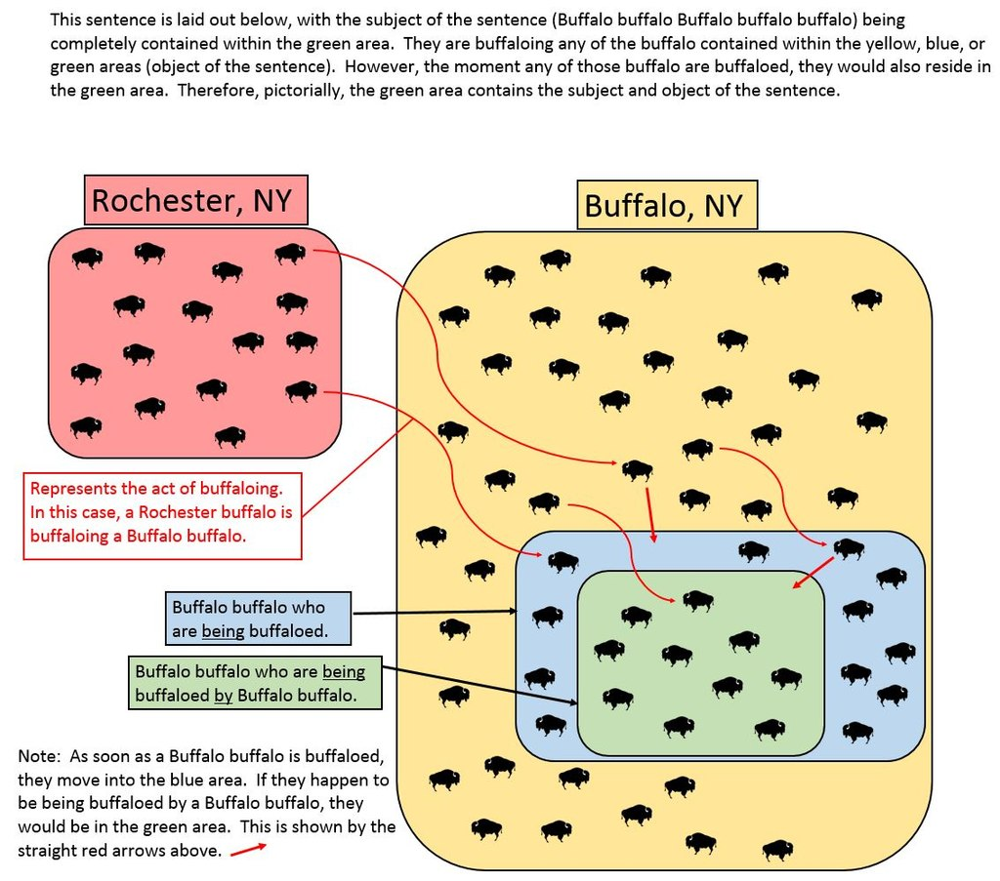 This sentence is laid out below, with the subject of the sentence (Buffalo buffalo Buffalo buffalo buffalo) being
completely contained within the green area.  They are buffaloing any of the buffalo contained within the yellow, blue, or
green areas (object of the sentence).  However, the moment any of those buffalo are buffaloed, they would also reside in
the green area.  Therefore, pictorially, the green area contains the subject and object of the sentence.
Rochester, NY
Buffalo, NY
Represents the act of buffaloing.
In this case, a Rochester buffalo is
buffaloing a Buffalo buffalo.
Buffalo buffalo who
are being buffaloed.
Buffalo buffalo who are being
buffaloed by Buffalo buffalo.
Note:  As soon as a Buffalo buffalo is buffaloed,
they move into the blue area.  If they happen to
be being buffaloed by a Buffalo buffalo, they
would be in the green area.  This is shown by the
straight red arrows above.